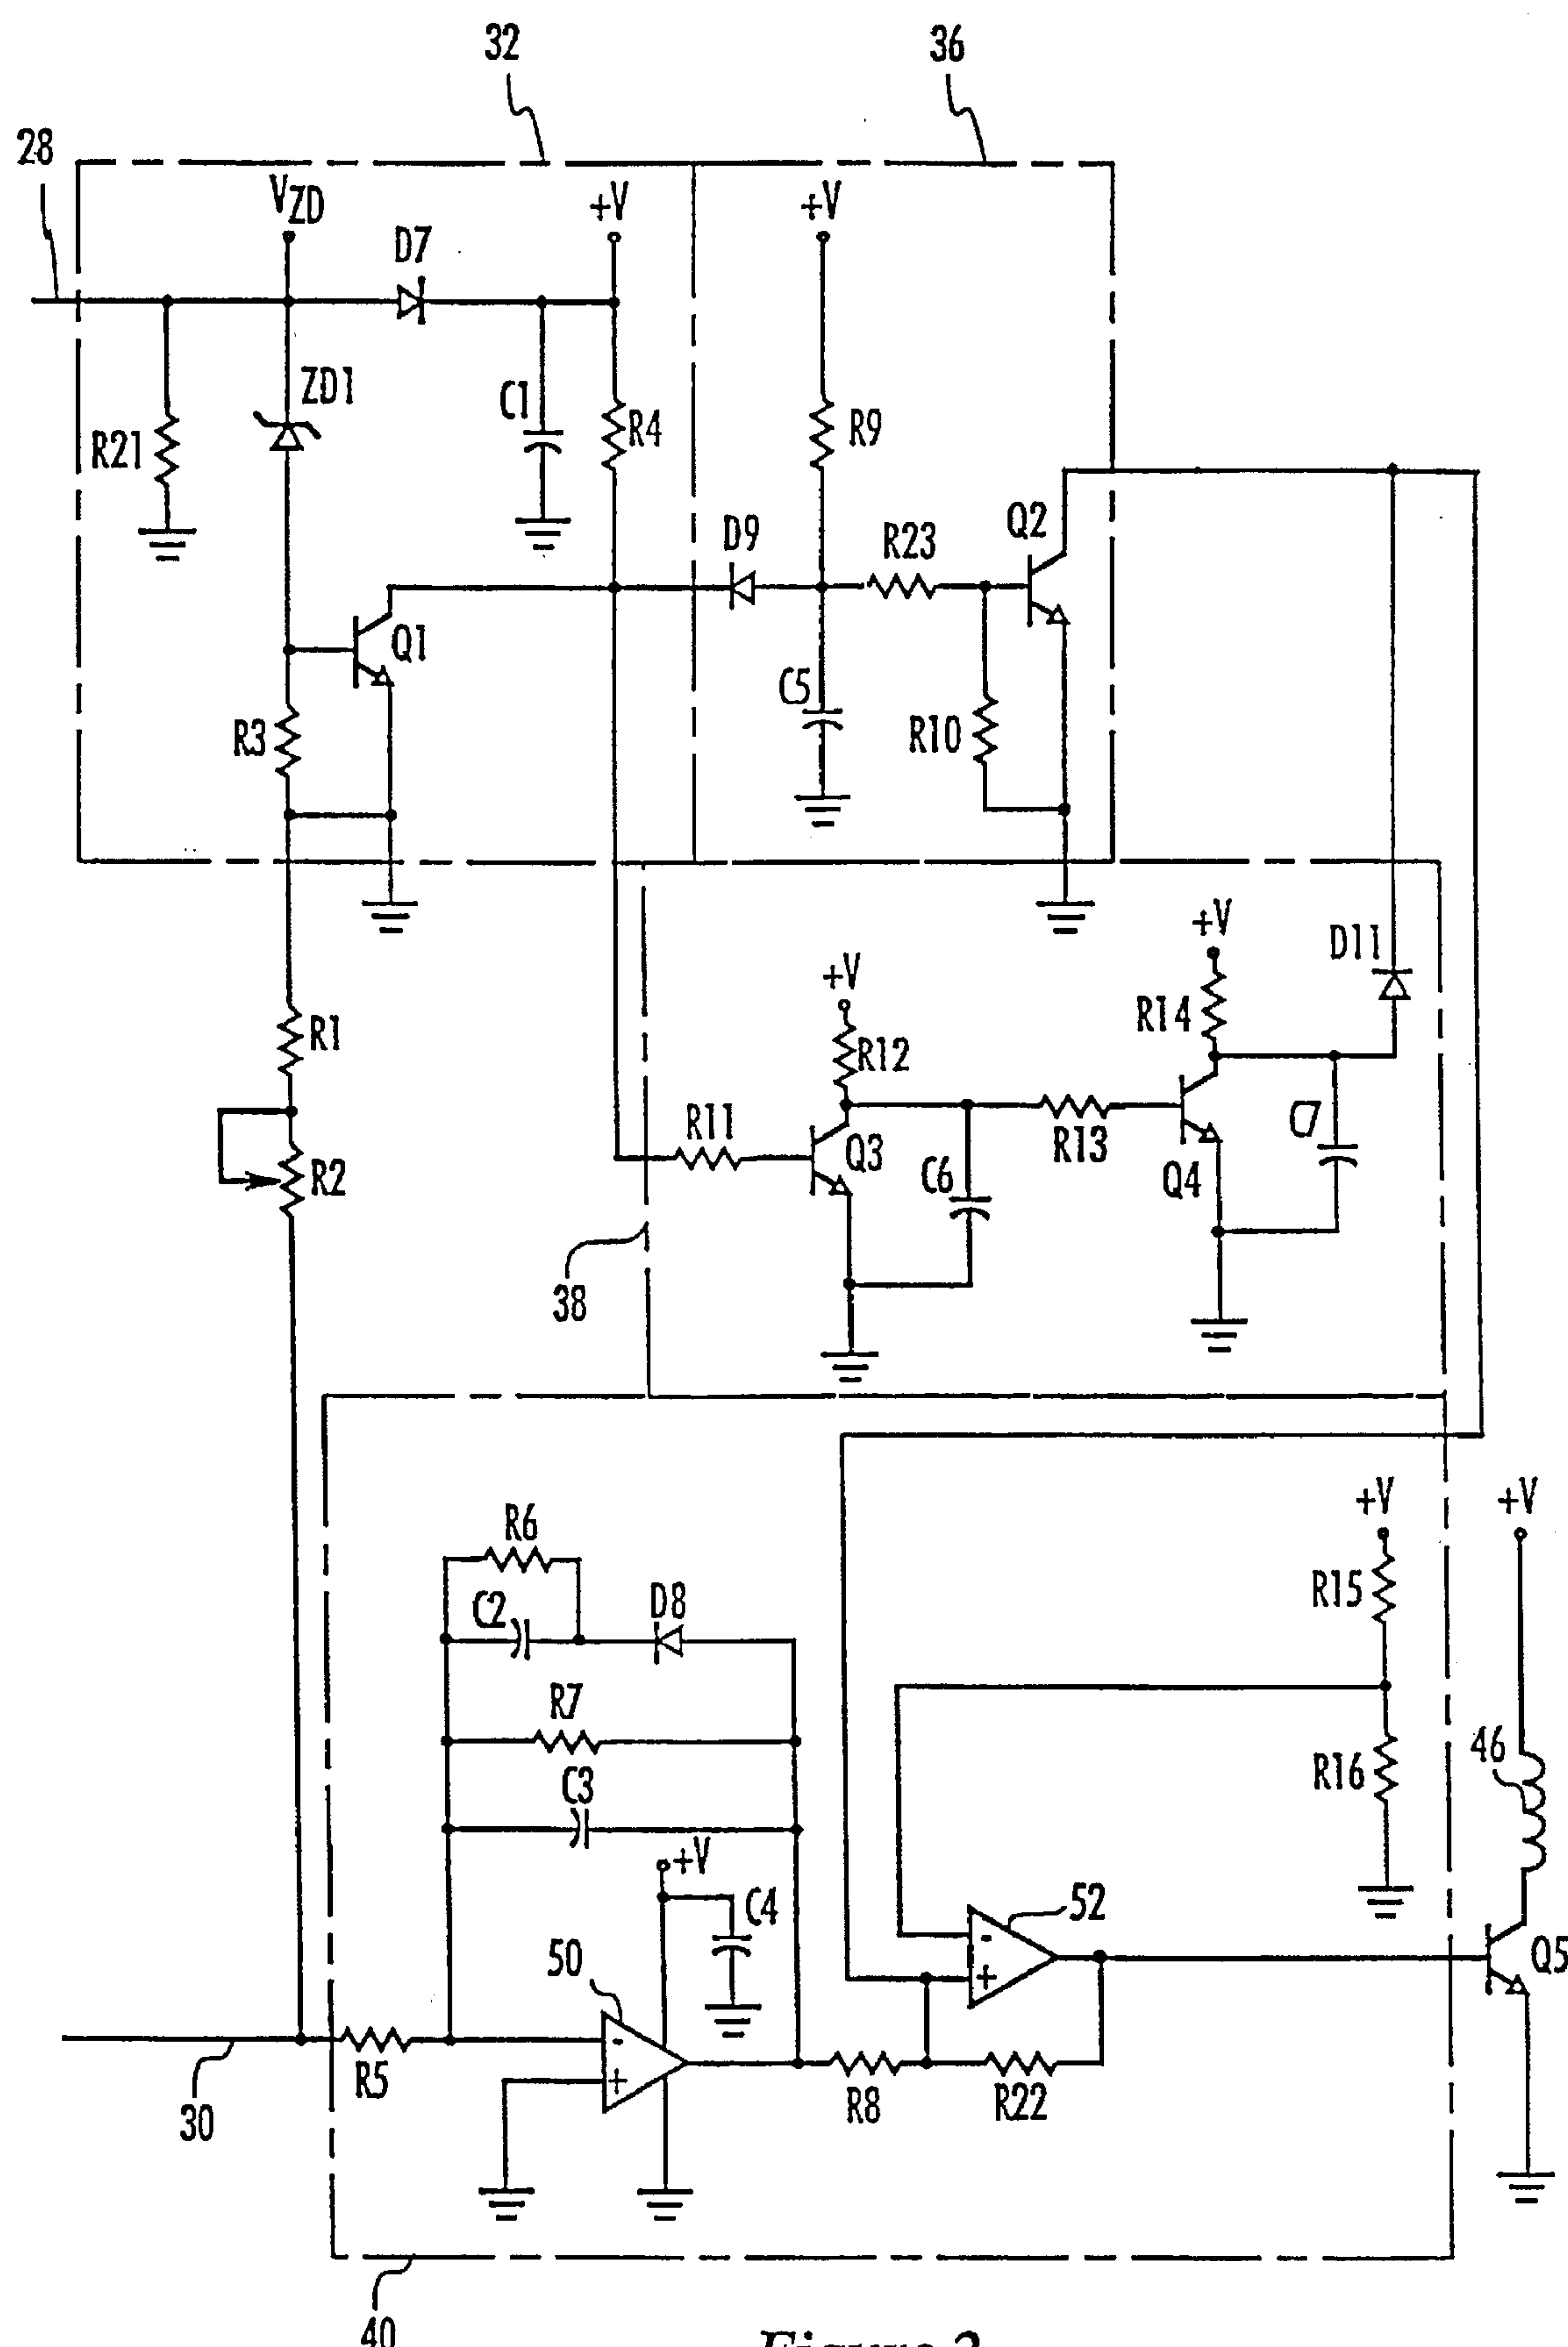 32
36
28
VZD
+V
+V
D7
ZD1
C1
R21
R4
R9
D9
R23
Q2
Q1
C5
R3
R10
+V
D11
+V
R14
R1
R12
R11
C7
R13
Q3
R2
C6
Q4
38
+V
+V
R6
R15
C2
D8
R7
46
R16
C3
+V
C4
52
50
-
+
Q5
-
+
R5
R8
R22
30
40
Figure 2